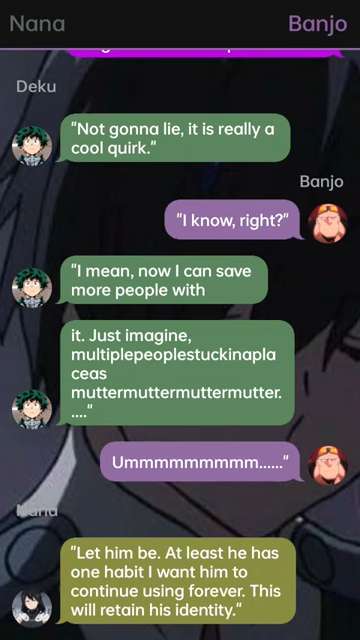 Nana Banjo
Deku
"Not gonna lie, it is really a
cool quirk."
Banjo
"I know, right?"
"I mean, now I can save
more people with
it. Just imagine,
multiplepeoplestuckinapla
ceas
muttermuttermuttermutter.
...."
Ummmmmmmmm......"
Nana
"Let him be. At least he has
one habit I want him to
continue using forever. This
will retain his identity."